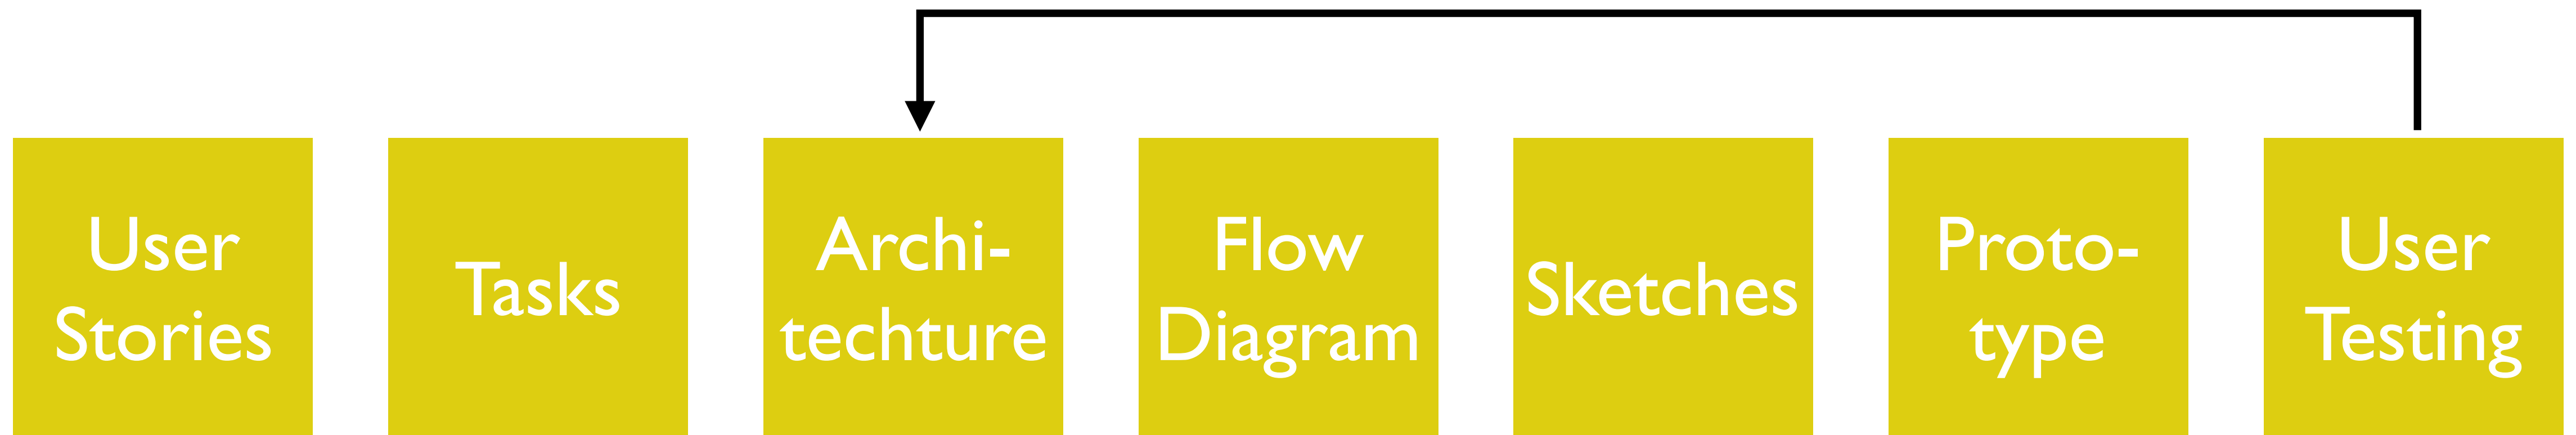 User
Stories
Tasks
Archi-
techture
Flow
Diagram
Sketches
Proto-
type
User
Testing